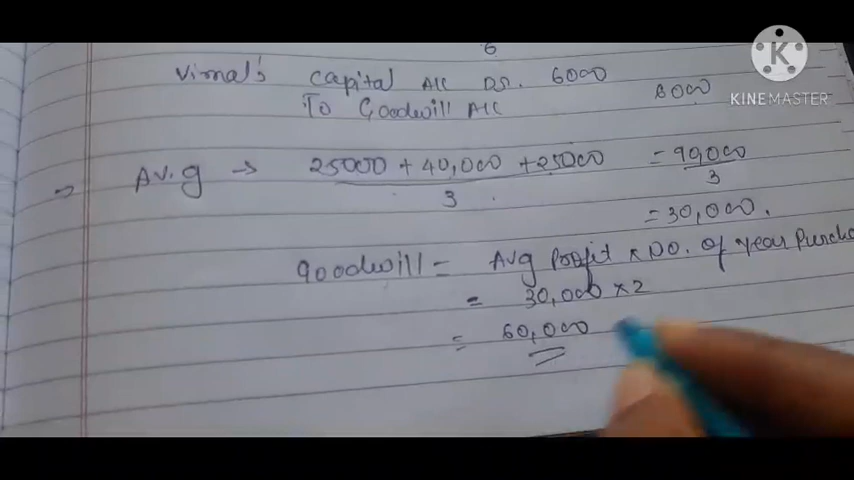 6
Vimal's Capital A/c Dr. 6000
To Goodwill A/c 6000
KINEMASTER
=> Avg → 25000 + 40,000 + 25000 = 90,000
3 3
= 30,000.
Goodwill = Avg Profit x no. of year Purcha
= 30,000 x 2
= 60,000